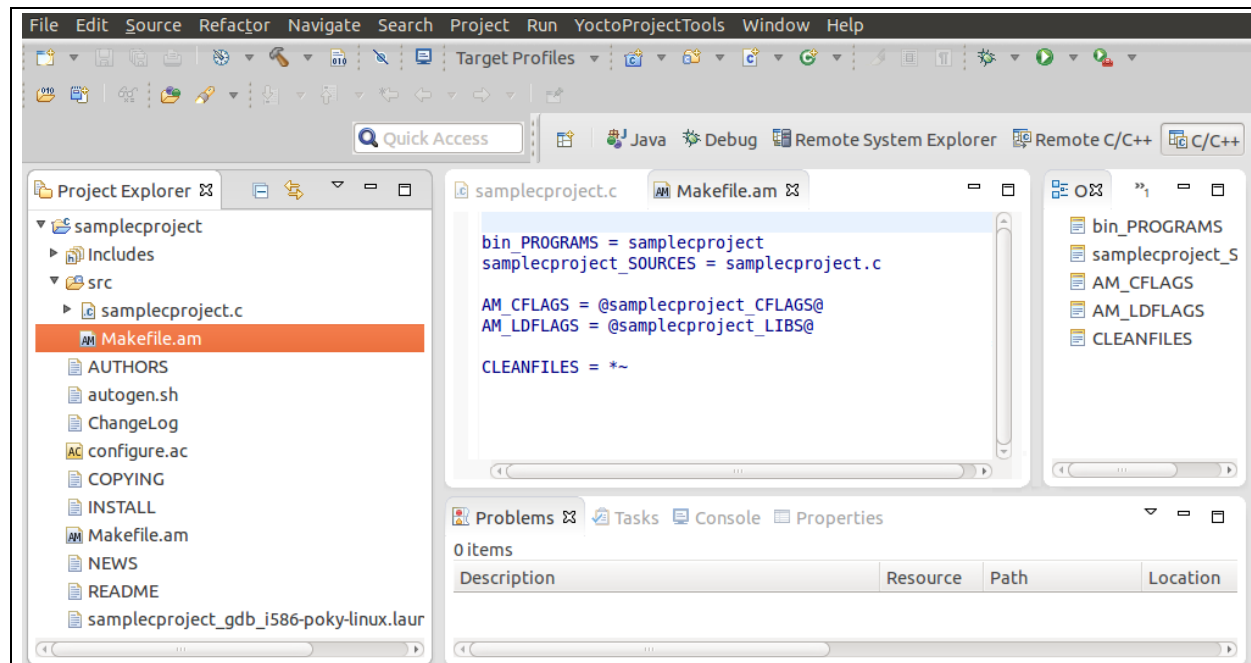 File Edit Source Refactor Navigate Search Project Run YoctoProjectTools Window Help
Target Profiles
Quick Access
Java Debug Remote System Explorer Remote C/C++ C/C++
Project Explorer
samplecproject
Includes
src
samplecproject.c
Makefile.am
AUTHORS
autogen.sh
ChangeLog
configure.ac
COPYING
INSTALL
Makefile.am
NEWS
README
samplecproject_gdb_i586-poky-linux.laun
samplecproject.c Makefile.am
bin_PROGRAMS = samplecproject
samplecproject_SOURCES = samplecproject.c
AM_CFLAGS = @samplecproject_CFLAGS@
AM_LDFLAGS = @samplecproject_LIBS@
CLEANFILES = *~
O
bin_PROGRAMS
samplecproject_S
AM_CFLAGS
AM_LDFLAGS
CLEANFILES
Problems Tasks Console Properties
0 items
Description Resource Path Location